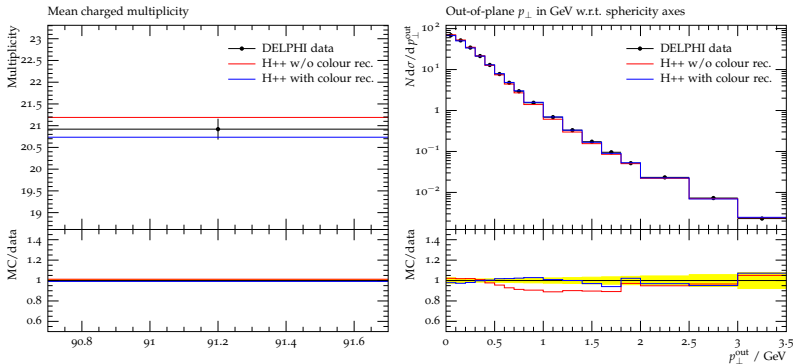 Mean charged multiplicity
Multiplicity
23
22.5
22
21.5
21
20.5
20
19.5
19
DELPHI data
H++ w/o colour rec.
H++ with colour rec.
MC/data
1.4
1.2
1
0.8
0.6
90.8 91 91.2 91.4 91.6
Out-of-plane p⊥ in GeV w.r.t. sphericity axes
N dσ/dp⊥^out
10^2
10^1
1
10^−1
10^−2
DELPHI data
H++ w/o colour rec.
H++ with colour rec.
MC/data
1.4
1.2
1
0.8
0.6
0 0.5 1 1.5 2 2.5 3 3.5
p⊥^out / GeV